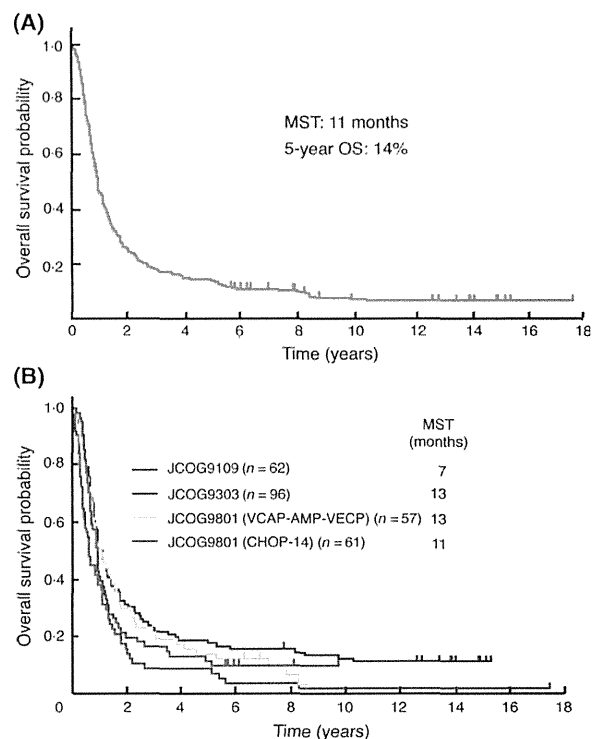 (A)
Overall survival probability
1·0
0·8
0·6
0·4
0·2
MST: 11 months
5-year OS: 14%
0 2 4 6 8 10 12 14 16 18
Time (years)
(B)
Overall survival probability
1·0
0·8
0·6
0·4
0·2
MST
(months)
JCOG9109 (n = 62) 7
JCOG9303 (n = 96) 13
JCOG9801 (VCAP-AMP-VECP) (n = 57) 13
JCOG9801 (CHOP-14) (n = 61) 11
0 2 4 6 8 10 12 14 16 18
Time (years)